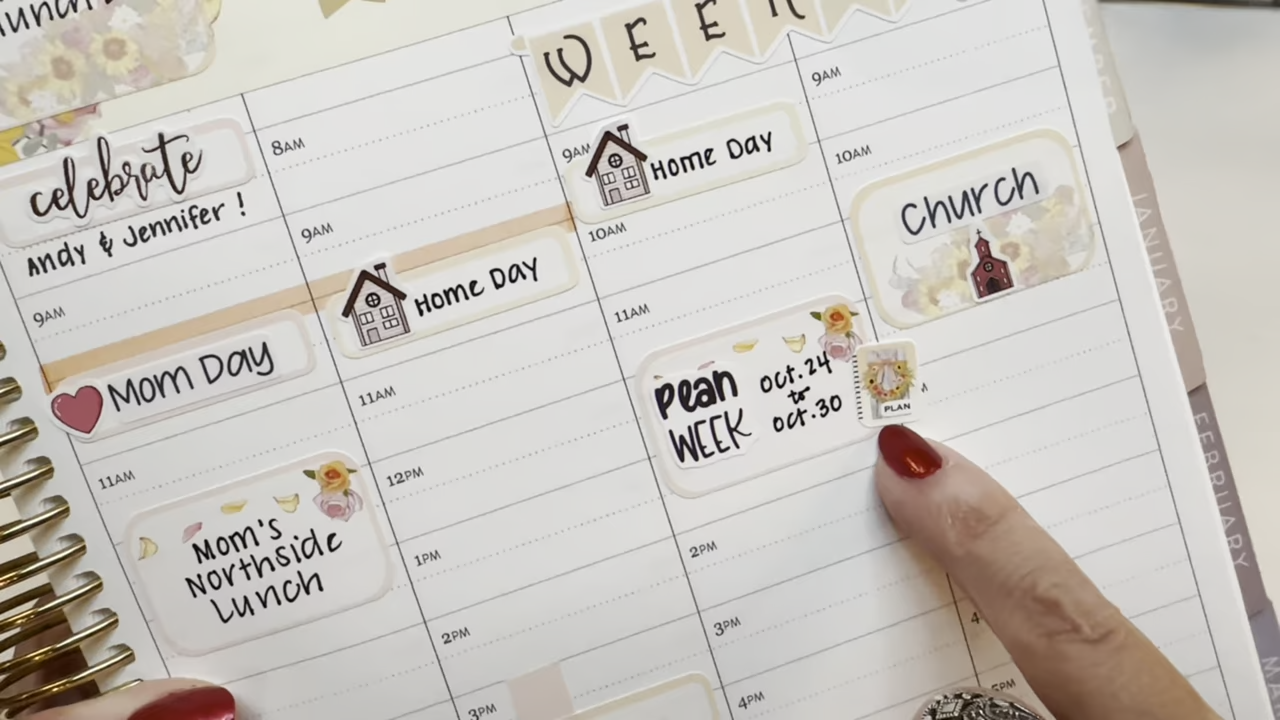 Lunch
WEEK
celebrate
Andy & Jennifer !
9AM
Mom Day
11AM
Mom's
Northside
Lunch
8AM
9AM
Home Day
11AM
12PM
1PM
2PM
3PM
9AM
Home Day
10AM
11AM
Plan
WEEK
Oct. 24
to
Oct. 30
PLAN
2PM
3PM
4PM
9AM
10AM
Church
5PM
JANUARY
FEBRUARY